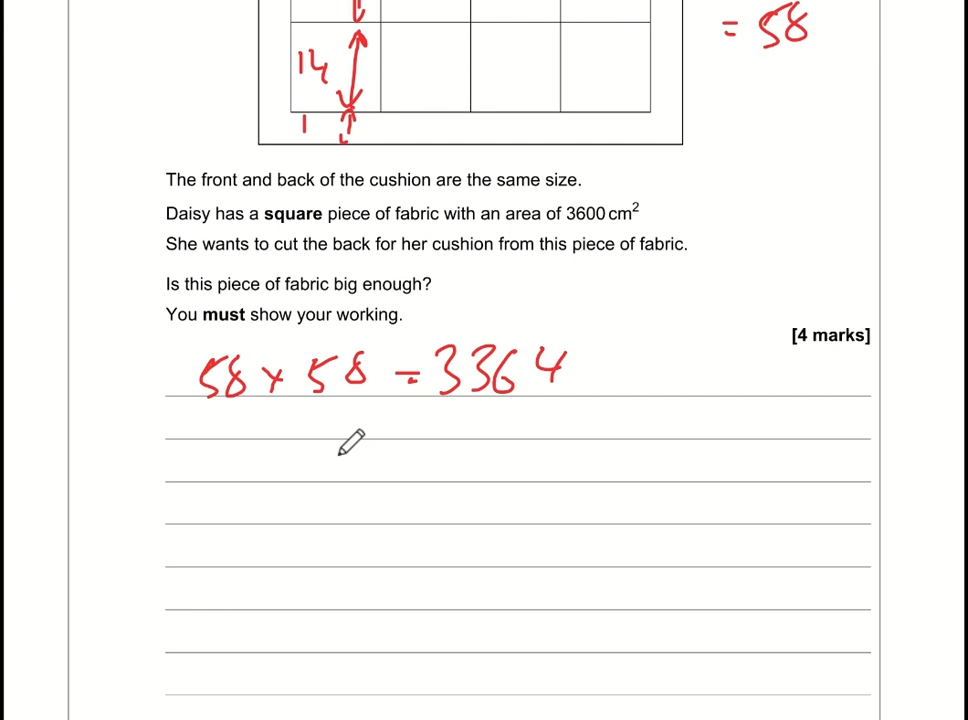 = 58
14
1
The front and back of the cushion are the same size.
Daisy has a square piece of fabric with an area of 3600 cm²
She wants to cut the back for her cushion from this piece of fabric.
Is this piece of fabric big enough?
You must show your working.
[4 marks]
58 × 58 = 3364